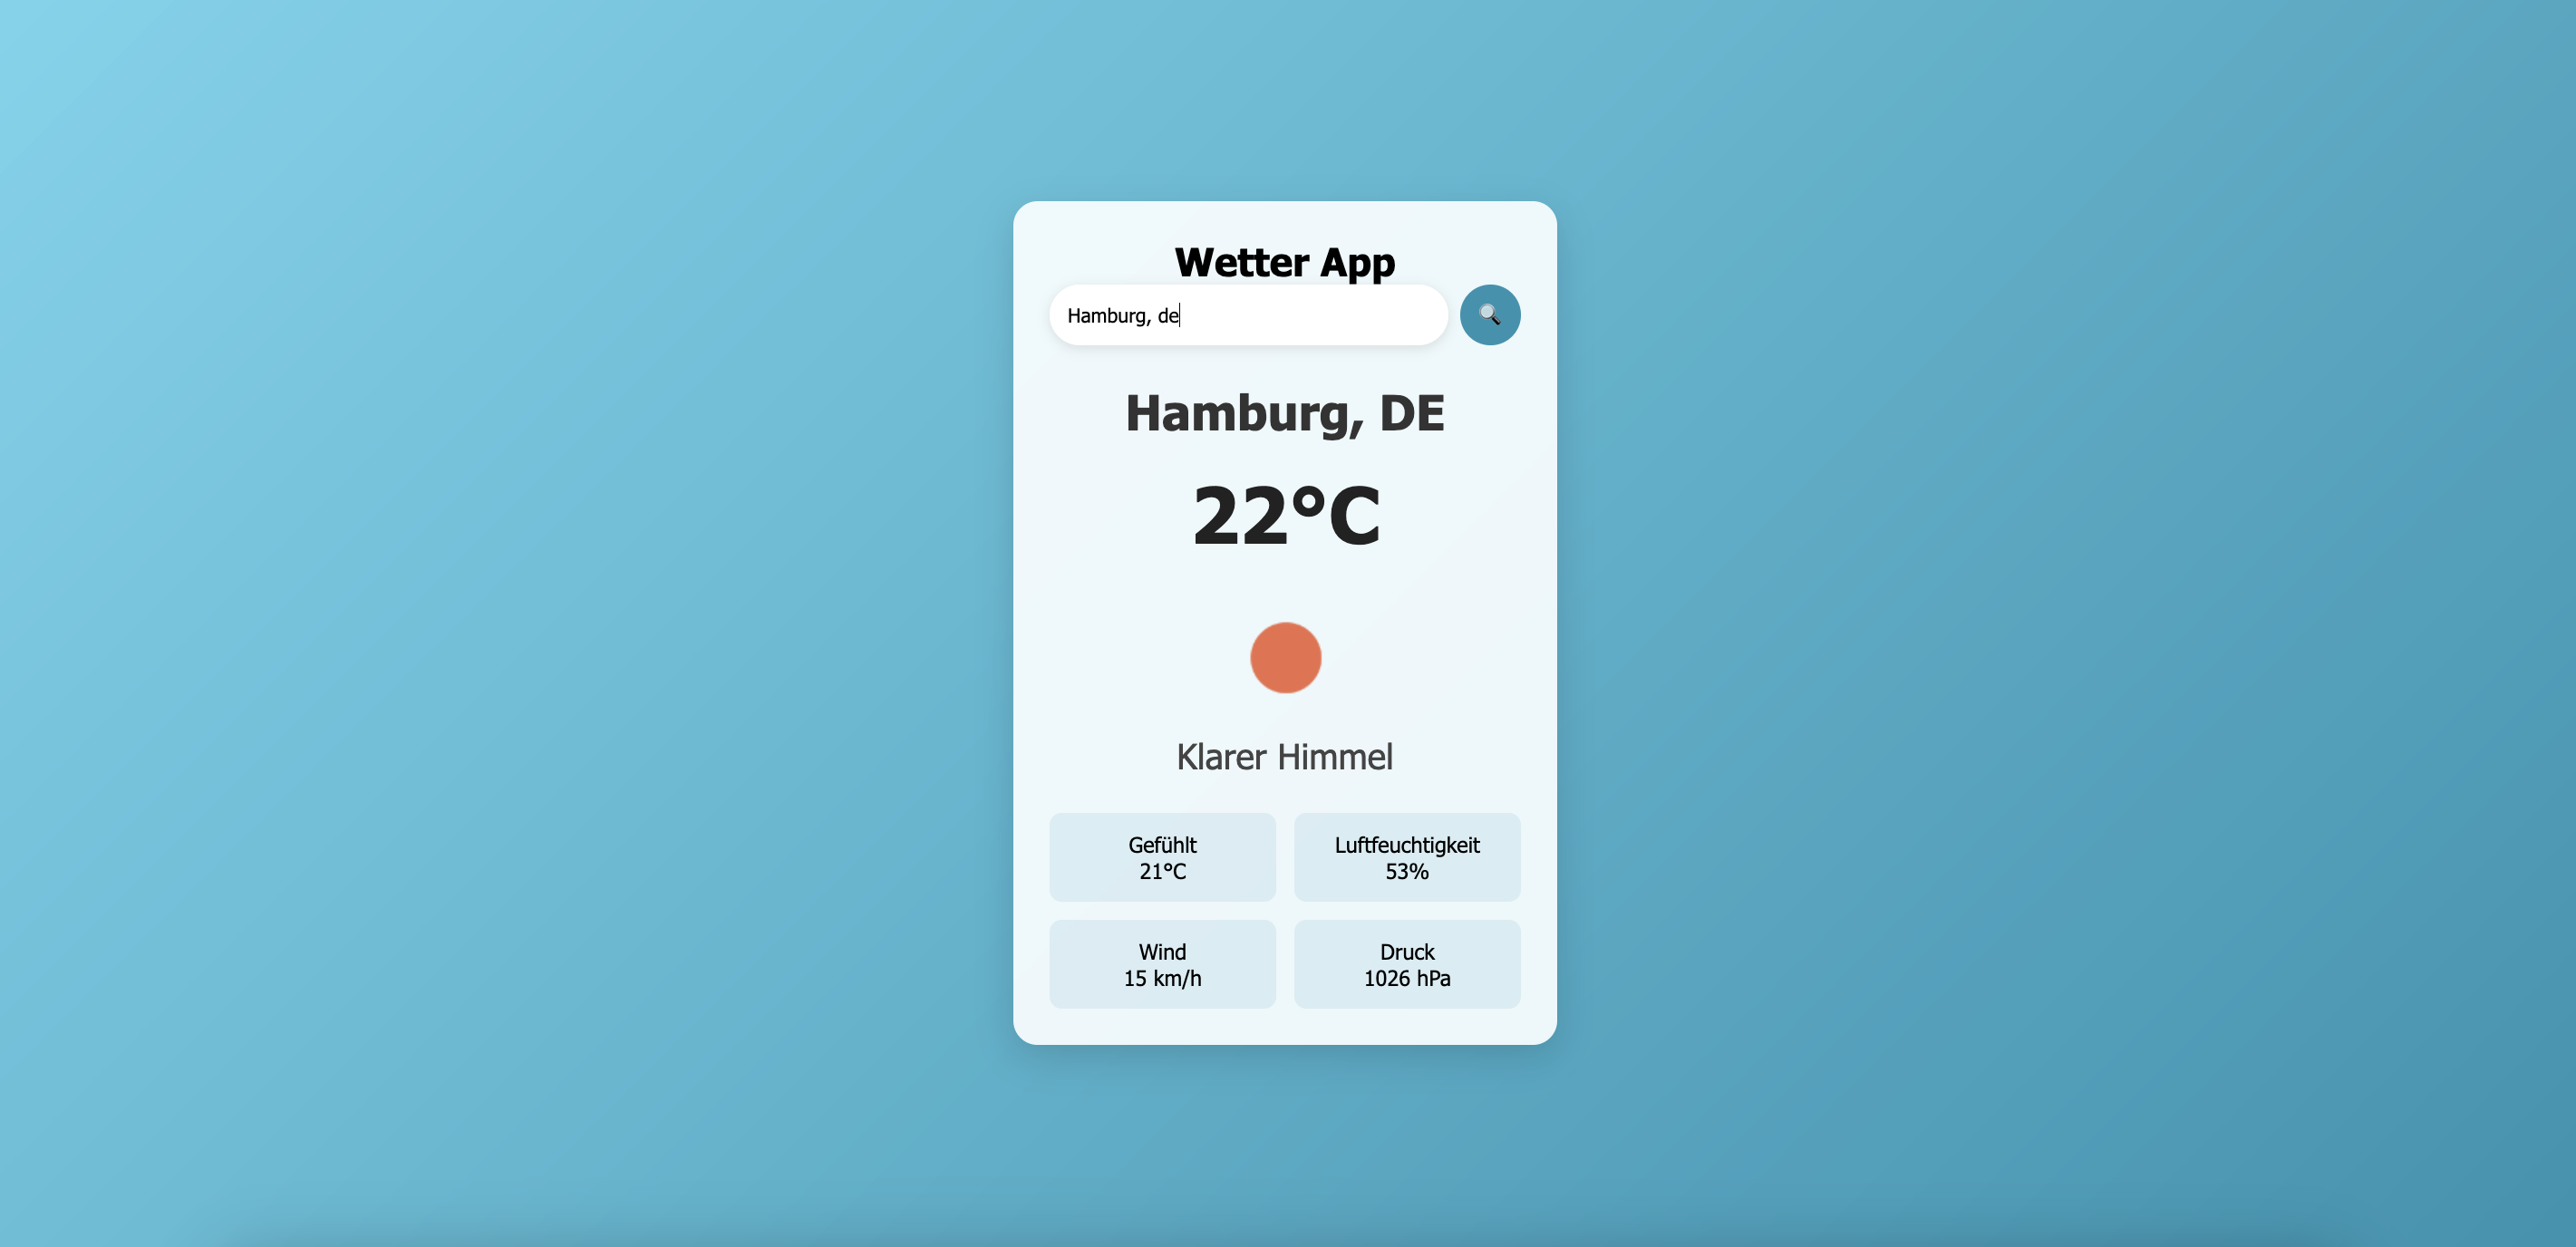 Wetter App
Hamburg, de
Hamburg, DE
22°C
Klarer Himmel
Gefühlt
21°C
Luftfeuchtigkeit
53%
Wind
15 km/h
Druck
1026 hPa